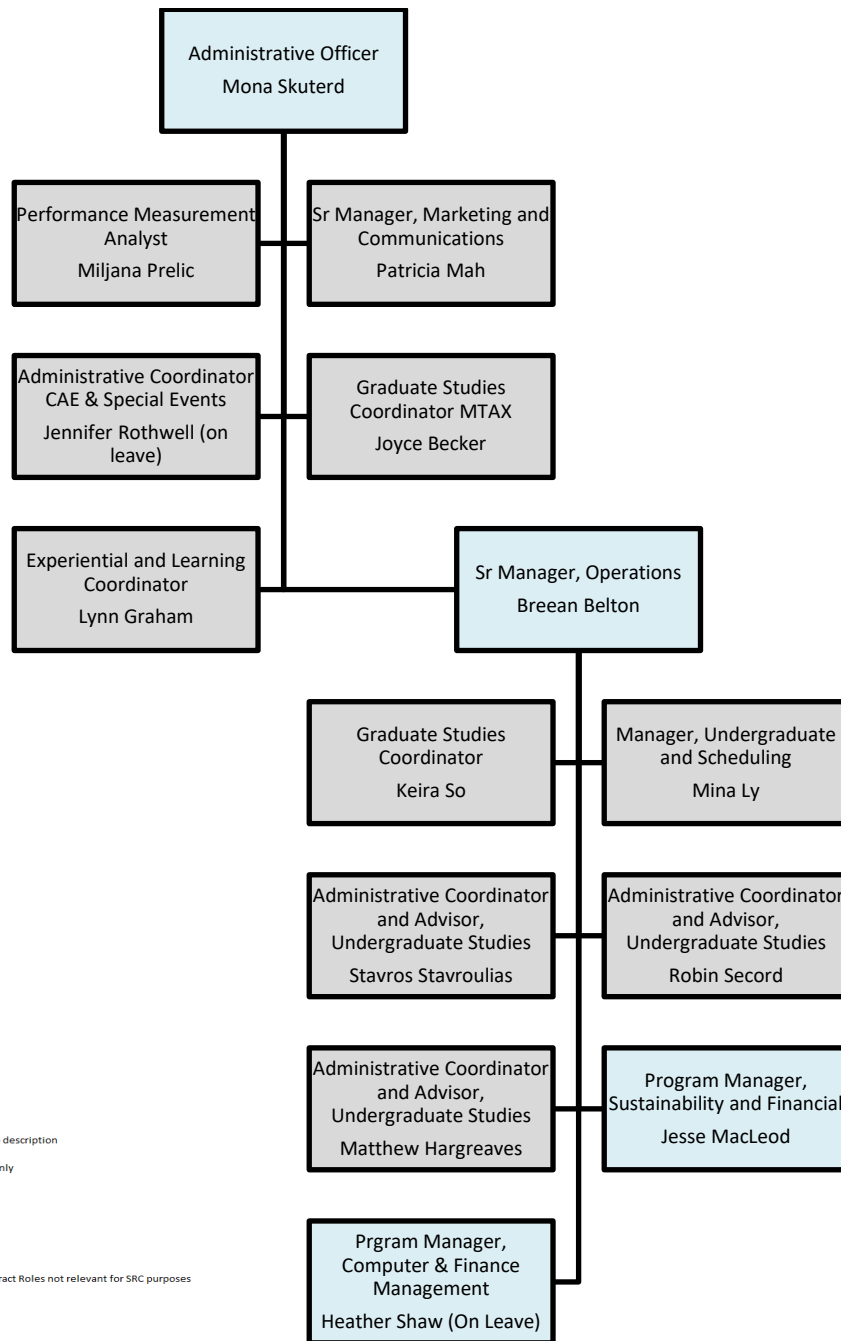 Administrative Officer
Mona Skuterd
Performance Measurement
Analyst
Miljana Prelic
Sr Manager, Marketing and
Communications
Patricia Mah
Administrative Coordinator
CAE & Special Events
Jennifer Rothwell (on
leave)
Graduate Studies
Coordinator MTAX
Joyce Becker
Experiential and Learning
Coordinator
Lynn Graham
Sr Manager, Operations
Breean Belton
Graduate Studies
Coordinator
Keira So
Manager, Undergraduate
and Scheduling
Mina Ly
Administrative Coordinator
and Advisor,
Undergraduate Studies
Stavros Stavroulias
Administrative Coordinator
and Advisor,
Undergraduate Studies
Robin Secord
Administrative Coordinator
and Advisor,
Undergraduate Studies
Matthew Hargreaves
Program Manager,
Sustainability and Financial
Jesse MacLeod
Prgram Manager,
Computer & Finance
Management
Heather Shaw (On Leave)
description
nly
ract Roles not relevant for SRC purposes